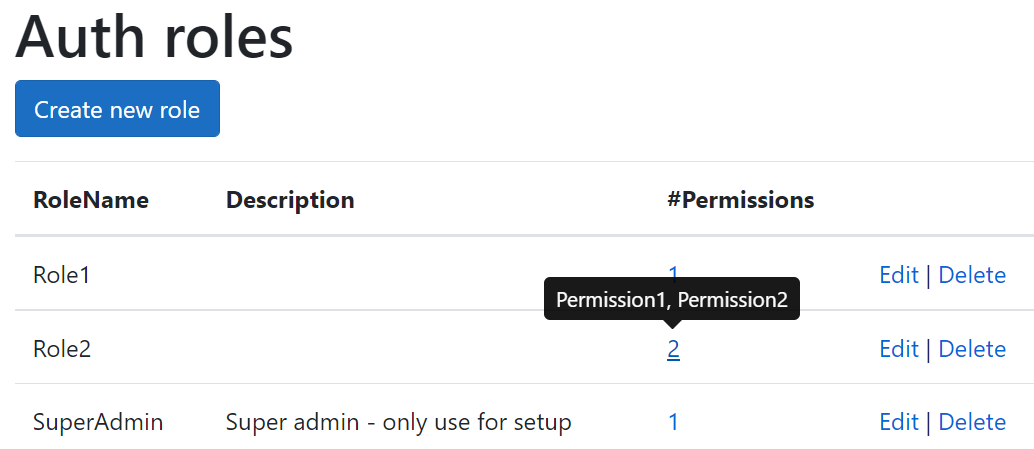 Auth roles
Create new role
RoleName Description #Permissions
Role1 1 Edit | Delete
Permission1, Permission2
Role2 2 Edit | Delete
SuperAdmin Super admin - only use for setup 1 Edit | Delete